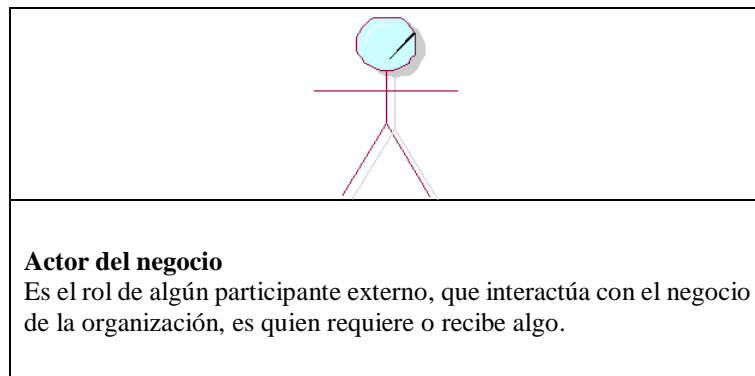 Actor del negocio
Es el rol de algún participante externo, que interactúa con el negocio
de la organización, es quien requiere o recibe algo.